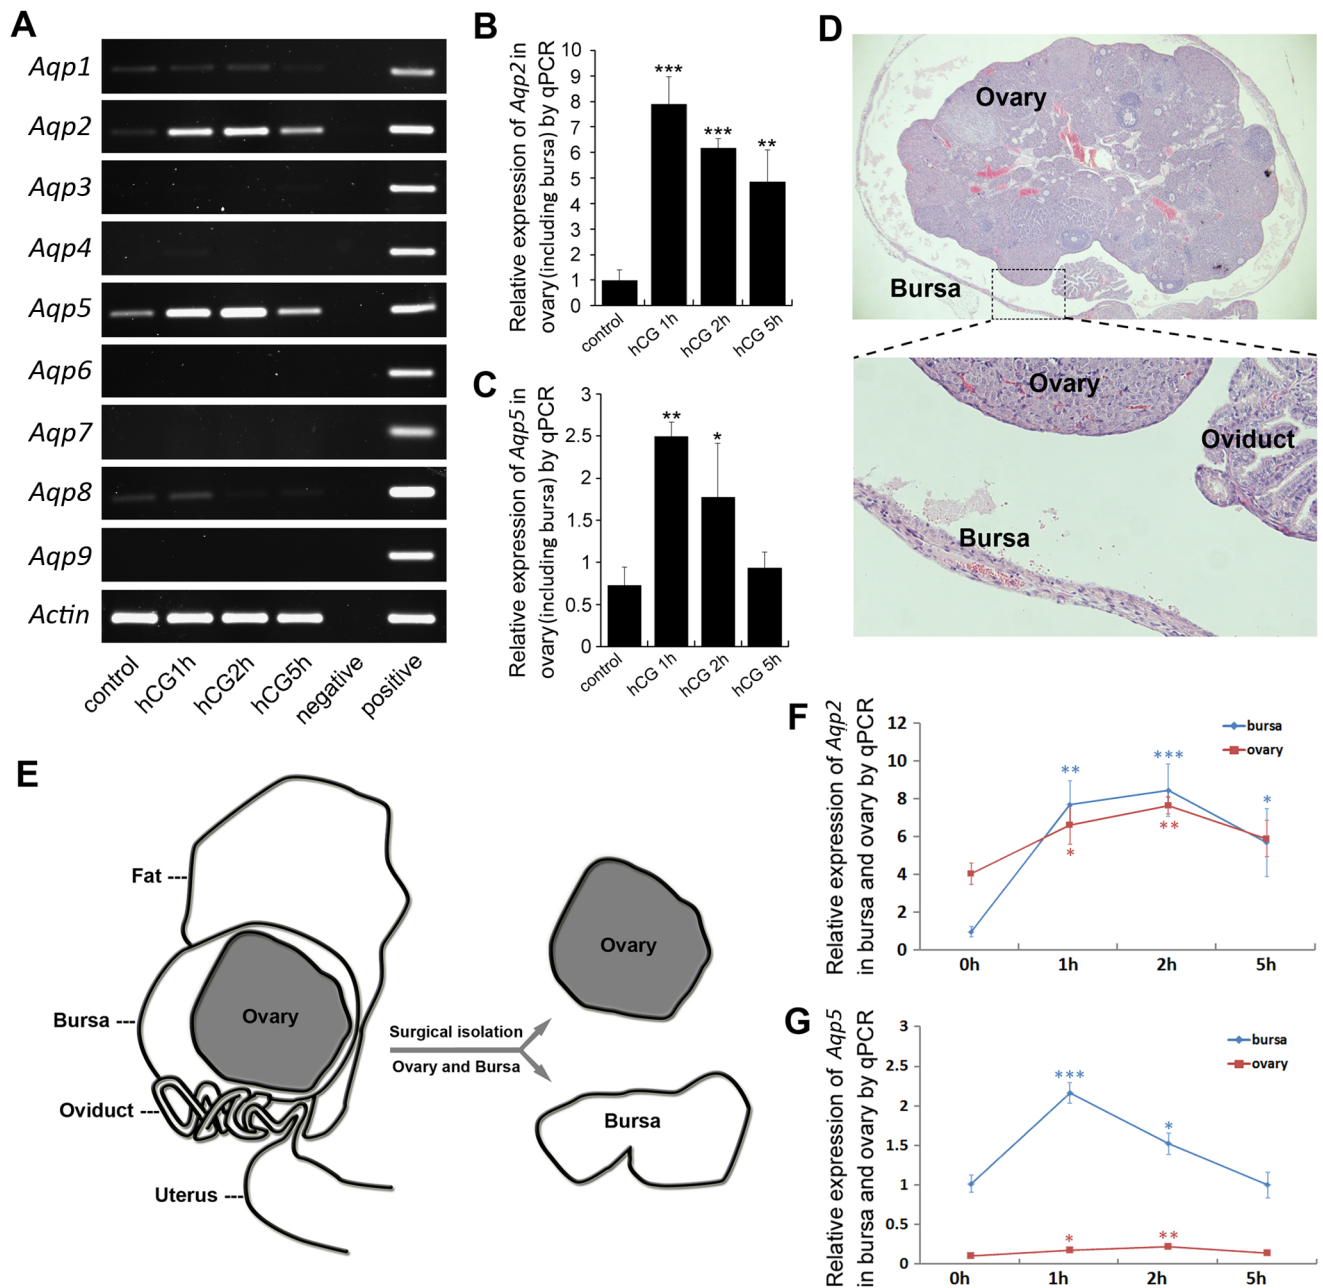 A
Aqp1
Aqp2
Aqp3
Aqp4
Aqp5
Aqp6
Aqp7
Aqp8
Aqp9
Actin
control
hCG1h
hCG2h
hCG5h
negative
positive
B
Relative expression of Aqp2 in
ovary(including bursa) by qPCR
10
9
8
7
6
5
4
3
2
1
0
***
***
**
control
hCG 1h
hCG 2h
hCG 5h
C
Relative expression of Aqp5 in
ovary(including bursa) by qPCR
3
2.5
2
1.5
1
0.5
0
**
*
control
hCG 1h
hCG 2h
hCG 5h
D
Ovary
Bursa
Ovary
Oviduct
Bursa
E
Fat
Bursa
Oviduct
Uterus
Ovary
Surgical isolation
Ovary and Bursa
Ovary
Bursa
F
Relative expression of Aqp2
in bursa and ovary by qPCR
12
10
8
6
4
2
0
bursa
ovary
**
***
*
*
**
0h 1h 2h 5h
G
Relative expression of Aqp5
in bursa and ovary by qPCR
3
2.5
2
1.5
1
0.5
0
bursa
ovary
***
*
*
**
0h 1h 2h 5h